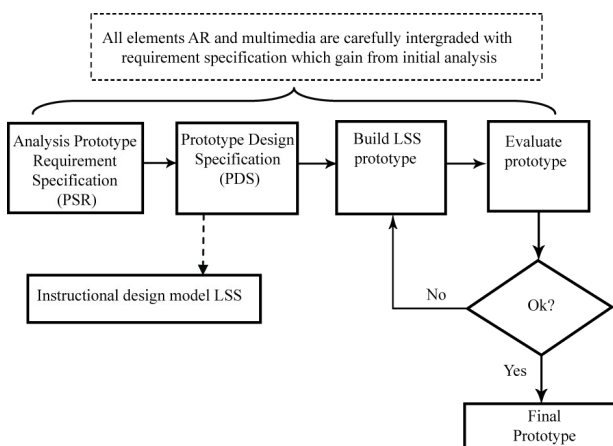 All elements AR and multimedia are carefully intergraded with
requirement specification which gain from initial analysis
Analysis Prototype
Requirement
Specification
(PSR)
Prototype Design
Specification
(PDS)
Build LSS
prototype
Evaluate
prototype
Instructional design model LSS
No
Ok?
Yes
Final
Prototype